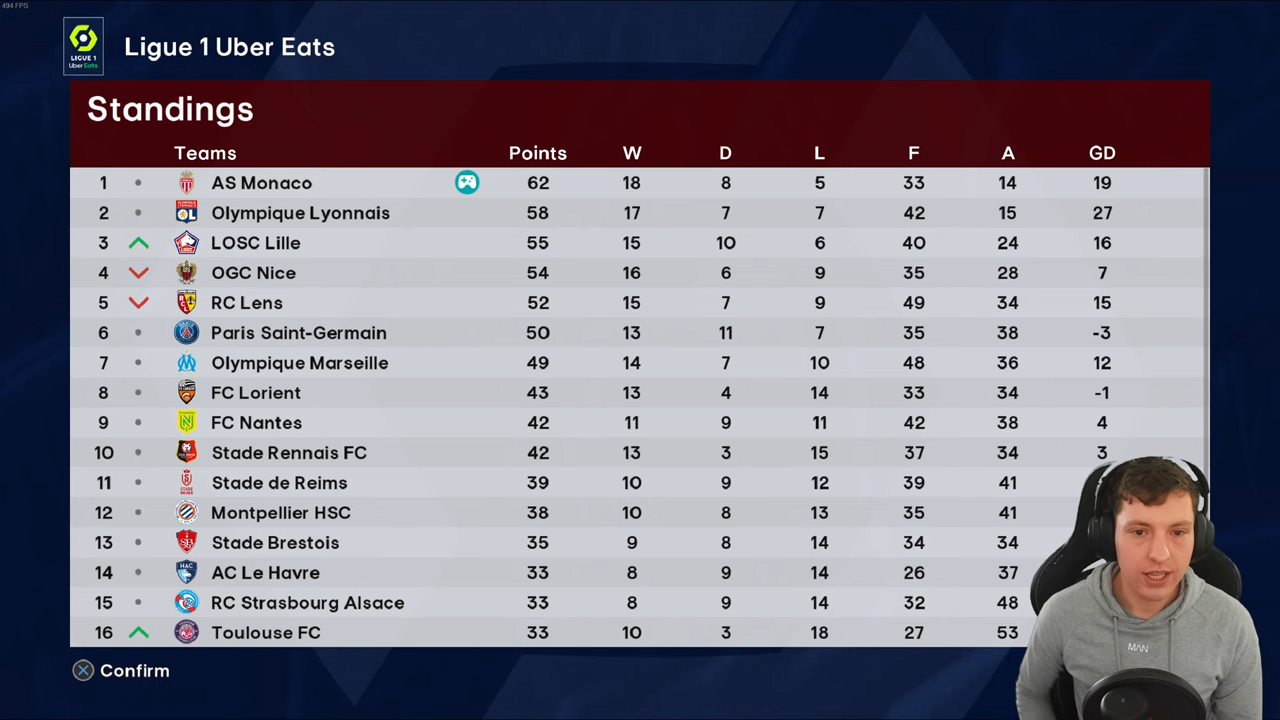 494 FPS
LIGUE 1
Uber Eats
Ligue 1 Uber Eats
Standings
Teams Points W D L F A GD
1 AS Monaco 62 18 8 5 33 14 19
2 Olympique Lyonnais 58 17 7 7 42 15 27
3 LOSC Lille 55 15 10 6 40 24 16
4 OGC Nice 54 16 6 9 35 28 7
5 RC Lens 52 15 7 9 49 34 15
6 Paris Saint-Germain 50 13 11 7 35 38 -3
7 Olympique Marseille 49 14 7 10 48 36 12
8 FC Lorient 43 13 4 14 33 34 -1
9 FC Nantes 42 11 9 11 42 38 4
10 Stade Rennais FC 42 13 3 15 37 34 3
11 Stade de Reims 39 10 9 12 39 41
12 Montpellier HSC 38 10 8 13 35 41
13 Stade Brestois 35 9 8 14 34 34
14 AC Le Havre 33 8 9 14 26 37
15 RC Strasbourg Alsace 33 8 9 14 32 48
16 Toulouse FC 33 10 3 18 27 53
MAN
Confirm